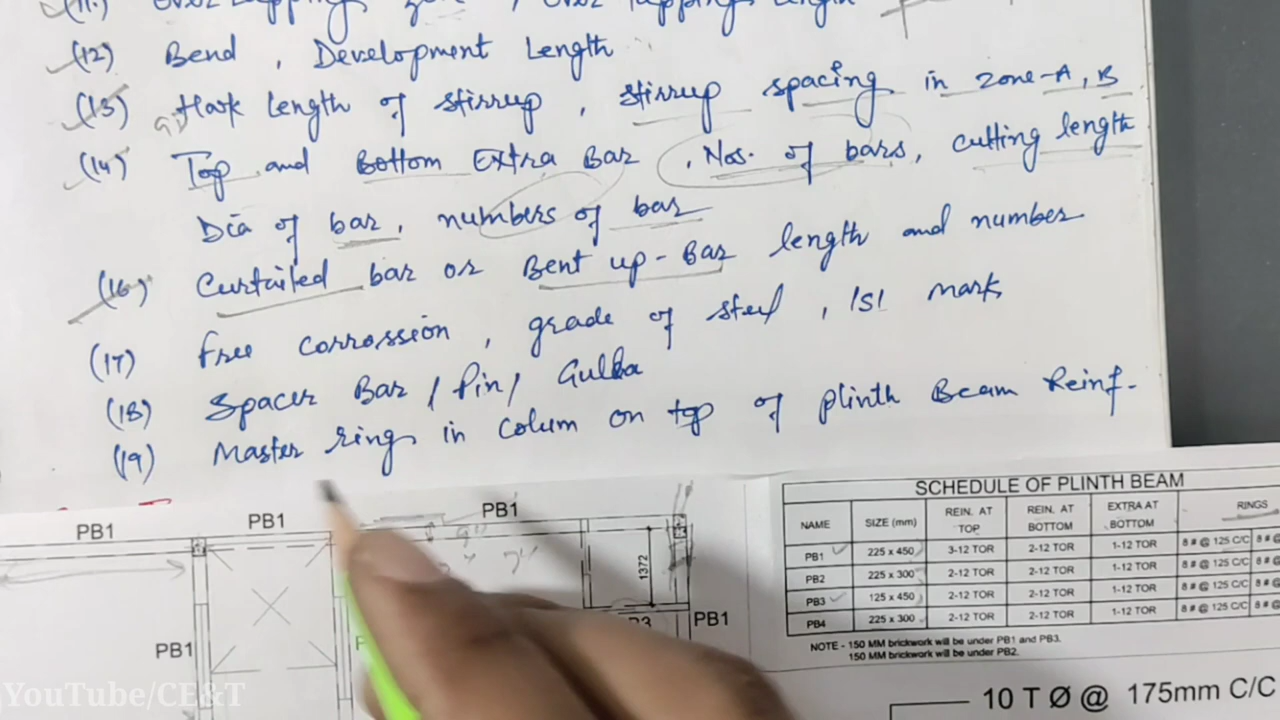 (11)
(12) Bend, Development Length
(13) Hook Length of stirrup, stirrup spacing in zone-A, B
(14) Top and Bottom Extra Bar, Nos. of bars, cutting length
Dia of bar, numbers of bar
(16) Curtailed bar or Bent up-Bar length and number
(17) free corrossion, grade of steel, ISI mark
(18) Spacer Bar / Pin / Gulla
(19) Master rings in Colum on top of plinth Beam Reinf.
PB1 PB1 PB1
1372
PB1
PB1
SCHEDULE OF PLINTH BEAM
NAME SIZE (mm) REIN. AT TOP REIN. AT BOTTOM EXTRA AT BOTTOM RINGS
PB1 225 x 450 3-12 TOR 2-12 TOR 1-12 TOR 8 # @ 125 C/C 8 # @
PB2 225 x 300 2-12 TOR 2-12 TOR 1-12 TOR 8 # @ 125 C/C 8 # @
PB3 125 x 450 2-12 TOR 2-12 TOR 1-12 TOR 8 # @ 125 C/C 8 # @
PB4 225 x 300 2-12 TOR 2-12 TOR 1-12 TOR 8 # @ 125 C/C 8 # @
NOTE - 150 MM brickwork will be under PB1 and PB3.
150 MM brickwork will be under PB2.
10 T Ø @ 175mm C/C
YouTube/CE&T